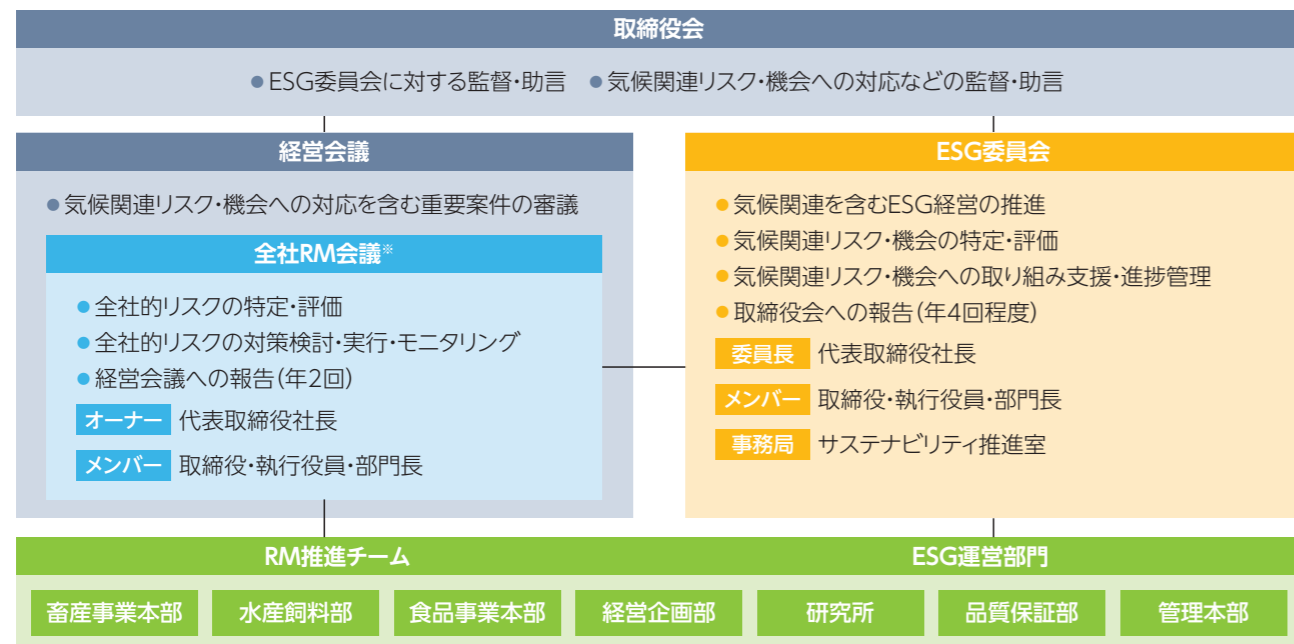 取締役会
●ESG委員会に対する監督・助言 ●気候関連リスク・機会への対応などの監督・助言
経営会議
●気候関連リスク・機会への対応を含む重要案件の審議
全社RM会議※
●全社的リスクの特定・評価
●全社的リスクの対策検討・実行・モニタリング
●経営会議への報告(年2回)
オーナー 代表取締役社長
メンバー 取締役・執行役員・部門長
ESG委員会
●気候関連を含むESG経営の推進
●気候関連リスク・機会の特定・評価
●気候関連リスク・機会への取り組み支援・進捗管理
●取締役会への報告(年4回程度)
委員長 代表取締役社長
メンバー 取締役・執行役員・部門長
事務局 サステナビリティ推進室
RM推進チーム ESG運営部門
畜産事業本部 水産飼料部 食品事業本部 経営企画部 研究所 品質保証部 管理本部